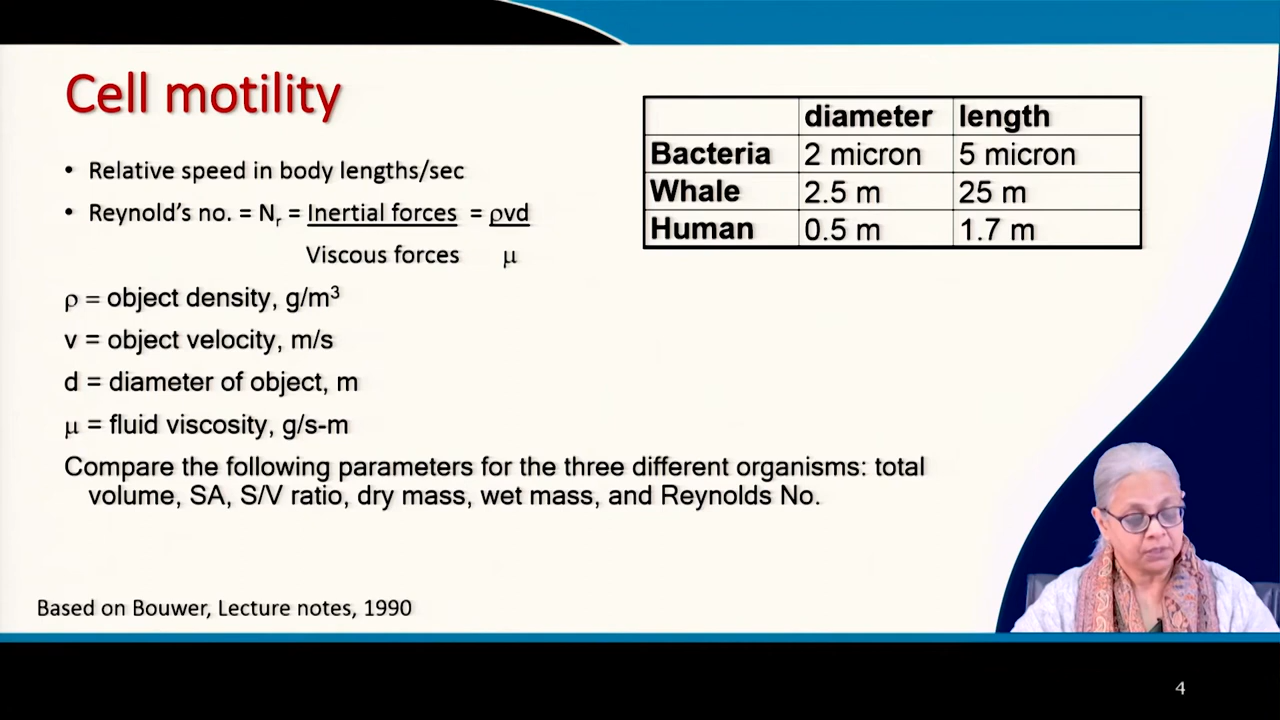 Cell motility
• Relative speed in body lengths/sec
• Reynold's no. = Nr = Inertial forces = ρvd
Viscous forces μ
ρ = object density, g/m³
v = object velocity, m/s
d = diameter of object, m
μ = fluid viscosity, g/s-m
Compare the following parameters for the three different organisms: total
volume, SA, S/V ratio, dry mass, wet mass, and Reynolds No.
diameter length
Bacteria 2 micron 5 micron
Whale 2.5 m 25 m
Human 0.5 m 1.7 m
Based on Bouwer, Lecture notes, 1990
4